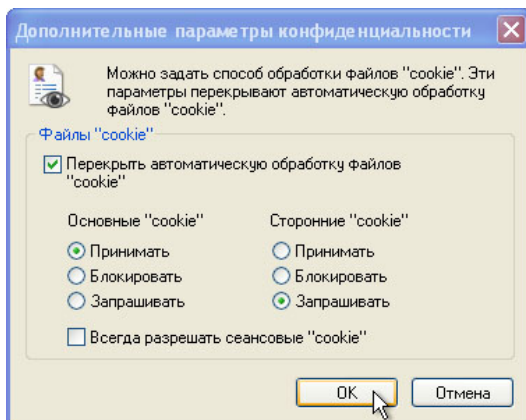 Дополнительные параметры конфиденциальности
Можно задать способ обработки файлов "cookie". Эти
параметры перекрывают автоматическую обработку
файлов "cookie".
Файлы "cookie"
Перекрыть автоматическую обработку файлов
"cookie"
Основные "cookie"
Сторонние "cookie"
Принимать
Принимать
Блокировать
Блокировать
Запрашивать
Запрашивать
Всегда разрешать сеансовые "cookie"
OK
Отмена